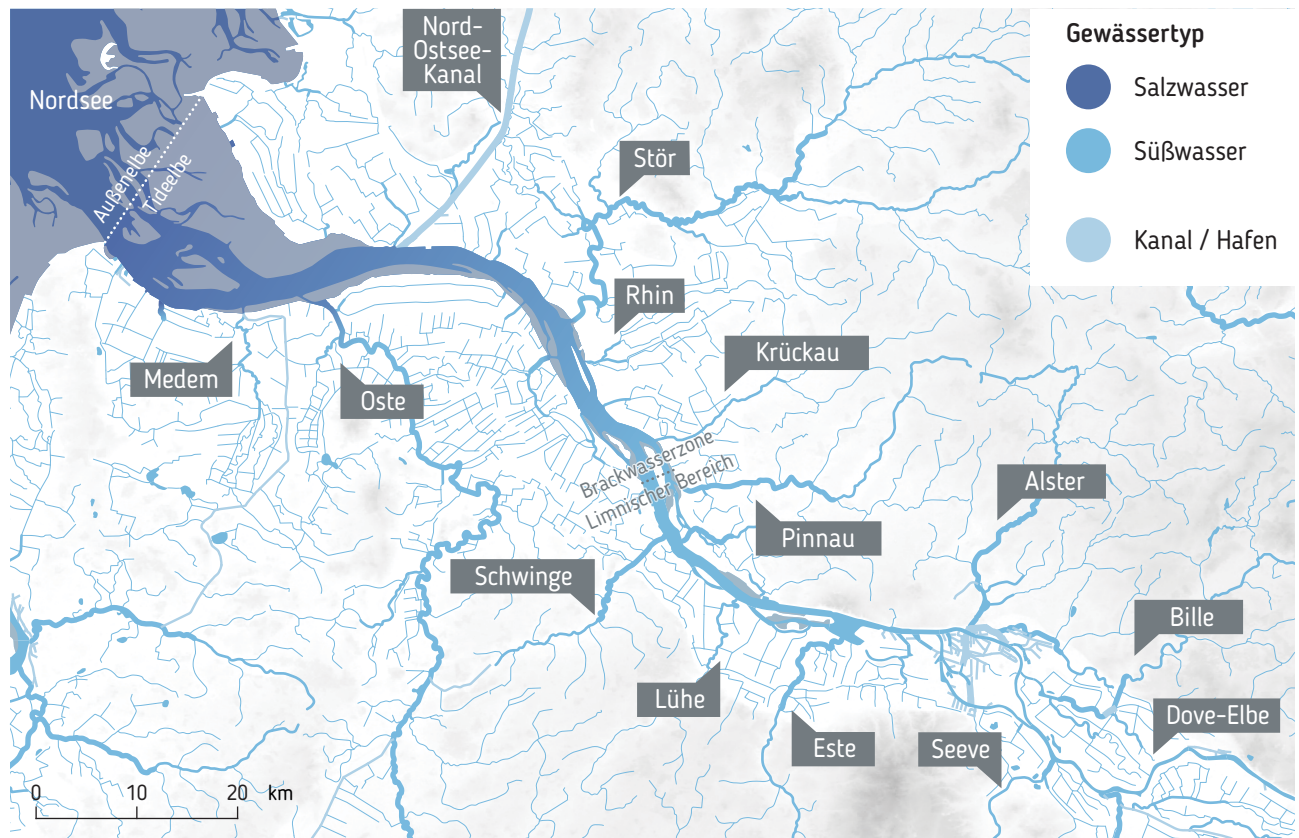 Nord-
Ostsee-
Kanal
Gewässertyp
Salzwasser
Süßwasser
Kanal / Hafen
Nordsee
Außenelbe
Tideelbe
Stör
Rhin
Krückau
Medem
Oste
Brackwasserzone
Limnischer Bereich
Alster
Pinnau
Schwinge
Bille
Lühe
Dove-Elbe
Este
Seeve
0 10 20 km